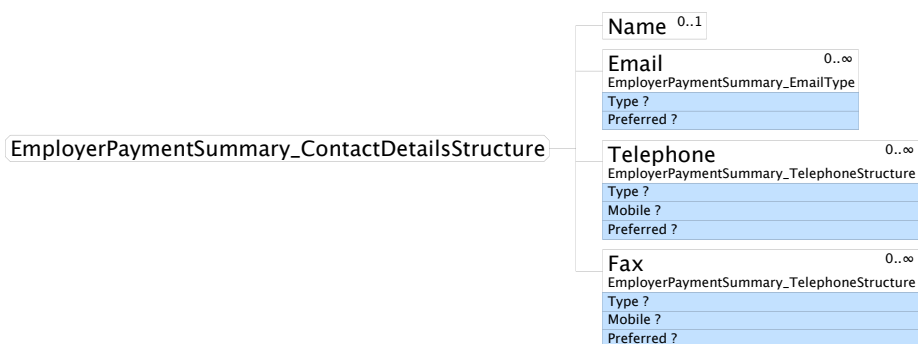 Name 0..1
Email 0..∞
EmployerPaymentSummary_EmailType
Type ?
Preferred ?
EmployerPaymentSummary_ContactDetailsStructure
Telephone 0..∞
EmployerPaymentSummary_TelephoneStructure
Type ?
Mobile ?
Preferred ?
Fax 0..∞
EmployerPaymentSummary_TelephoneStructure
Type ?
Mobile ?
Preferred ?